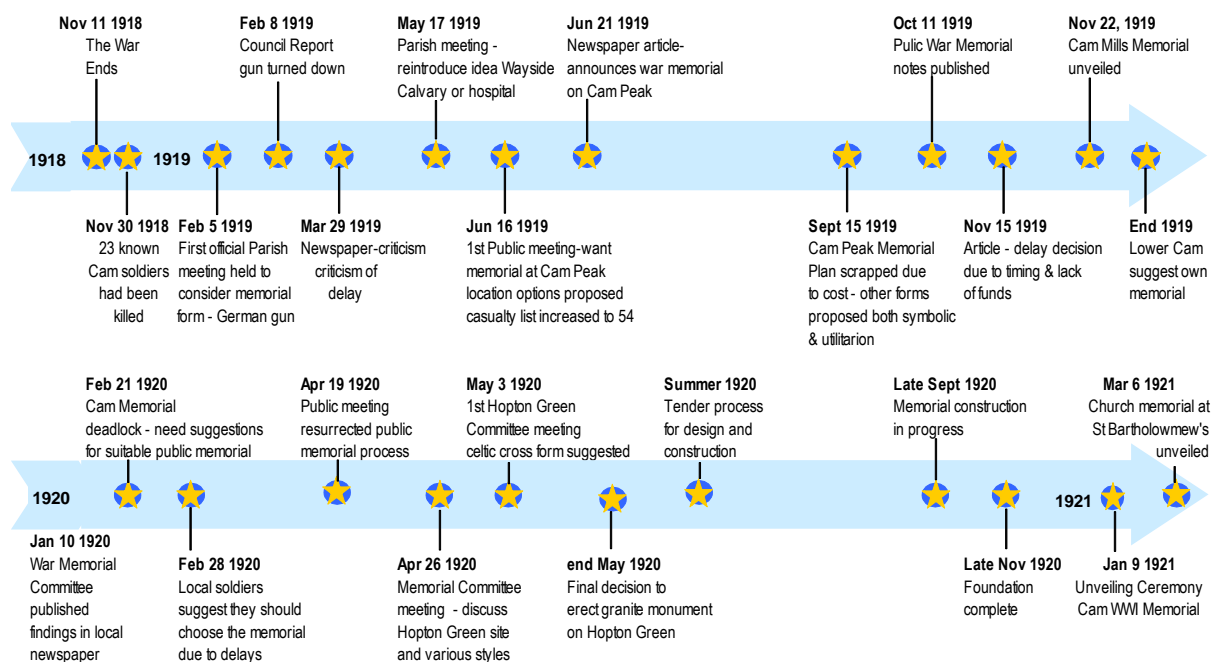 Nov 11 1918
The War
Ends
Feb 8 1919
Council Report
gun turned down
May 17 1919
Parish meeting -
reintroduce idea Wayside
Calvary or hospital
Jun 21 1919
Newspaper article-
announces war memorial
on Cam Peak
Oct 11 1919
Pulic War Memorial
notes published
Nov 22, 1919
Cam Mills Memorial
unveiled
1918
1919
Nov 30 1918
23 known
Cam soldiers
had been
killed
Feb 5 1919
First official Parish
meeting held to
consider memorial
form - German gun
Mar 29 1919
Newspaper-criticism
criticism of
delay
Jun 16 1919
1st Public meeting-want
memorial at Cam Peak
location options proposed
casualty list increased to 54
Sept 15 1919
Cam Peak Memorial
Plan scrapped due
to cost - other forms
proposed both symbolic
& utilitarion
Nov 15 1919
Article - delay decision
due to timing & lack
of funds
End 1919
Lower Cam
suggest own
memorial
Feb 21 1920
Cam Memorial
deadlock - need suggestions
for suitable public memorial
Apr 19 1920
Public meeting
resurrected public
memorial process
May 3 1920
1st Hopton Green
Committee meeting
celtic cross form suggested
Summer 1920
Tender process
for design and
construction
Late Sept 1920
Memorial construction
in progress
Mar 6 1921
Church memorial at
St Bartholowmew's
unveiled
1920
1921
Jan 10 1920
War Memorial
Committee
published
findings in local
newspaper
Feb 28 1920
Local soldiers
suggest they should
choose the memorial
due to delays
Apr 26 1920
Memorial Committee
meeting - discuss
Hopton Green site
and various styles
end May 1920
Final decision to
erect granite monument
on Hopton Green
Late Nov 1920
Foundation
complete
Jan 9 1921
Unveiling Ceremony
Cam WWI Memorial